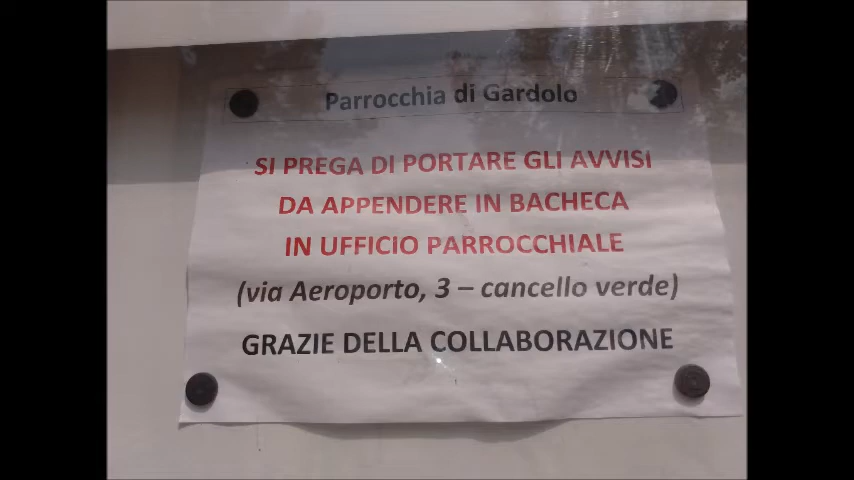 Parrocchia di Gardolo
SI PREGA DI PORTARE GLI AVVISI
DA APPENDERE IN BACHECA
IN UFFICIO PARROCCHIALE
(via Aeroporto, 3 – cancello verde)
GRAZIE DELLA COLLABORAZIONE